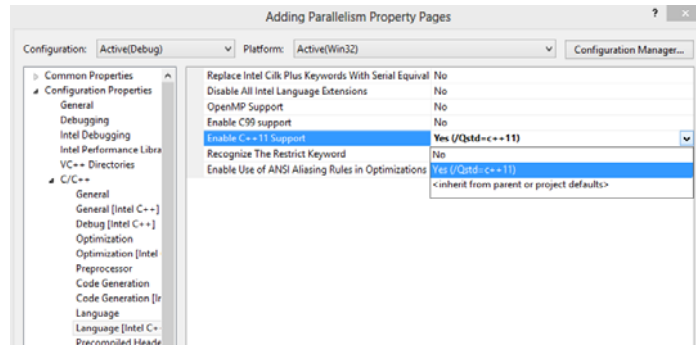 Adding Parallelism Property Pages
?
Configuration: Active(Debug) Platform: Active(Win32) Configuration Manager...
Common Properties
Configuration Properties
General
Debugging
Intel Debugging
Intel Performance Libra
VC++ Directories
C/C++
General
General [Intel C++]
Debug [Intel C++]
Optimization
Optimization [Intel
Preprocessor
Code Generation
Code Generation [Ir
Language
Language [Intel C+
Precompiled Heade
Replace Intel Cilk Plus Keywords With Serial Equival No
Disable All Intel Language Extensions No
OpenMP Support No
Enable C99 support No
Enable C++11 Support Yes (/Qstd=c++11)
Recognize The Restrict Keyword No
Enable Use of ANSI Aliasing Rules in Optimizations Yes (/Qstd=c++11)
<inherit from parent or project defaults>